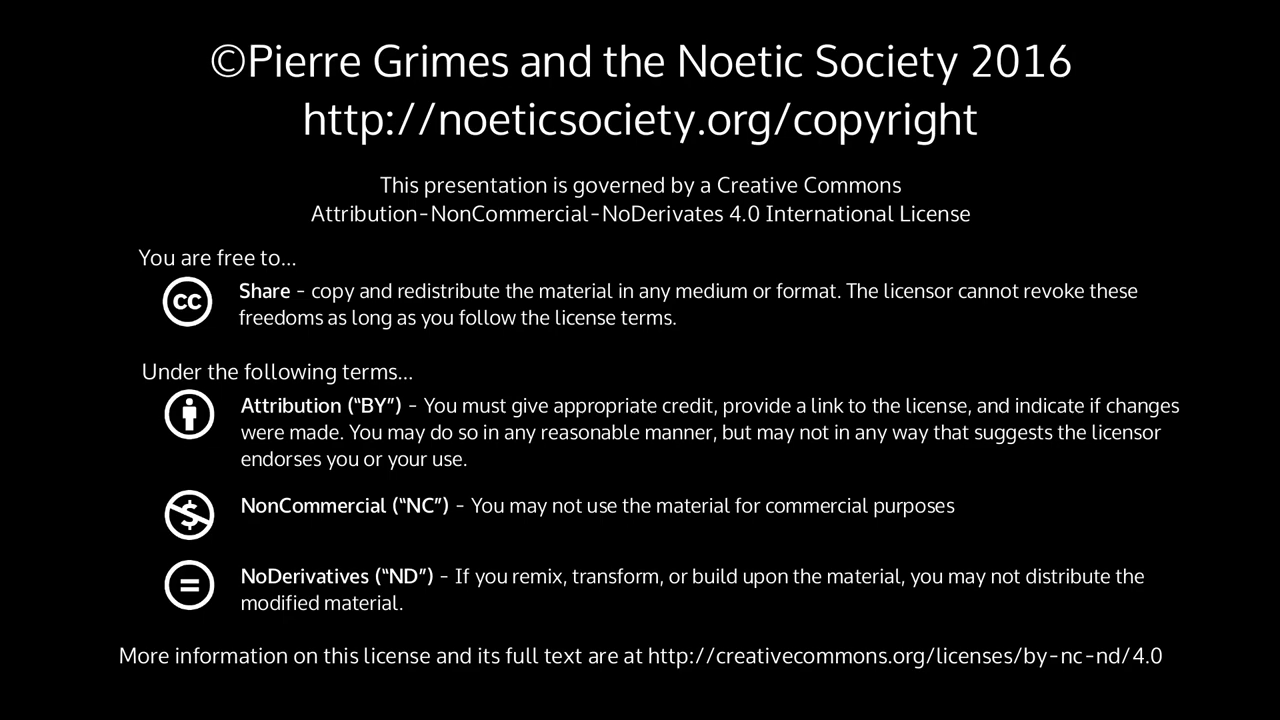 ©Pierre Grimes and the Noetic Society 2016
http://noeticsociety.org/copyright
This presentation is governed by a Creative Commons
Attribution-NonCommercial-NoDerivates 4.0 International License
You are free to...
cc
Share - copy and redistribute the material in any medium or format. The licensor cannot revoke these
freedoms as long as you follow the license terms.
Under the following terms...
Attribution (“BY”) - You must give appropriate credit, provide a link to the license, and indicate if changes
were made. You may do so in any reasonable manner, but may not in any way that suggests the licensor
endorses you or your use.
$
NonCommercial (“NC”) - You may not use the material for commercial purposes
=
NoDerivatives (“ND”) - If you remix, transform, or build upon the material, you may not distribute the
modified material.
More information on this license and its full text are at http://creativecommons.org/licenses/by-nc-nd/4.0